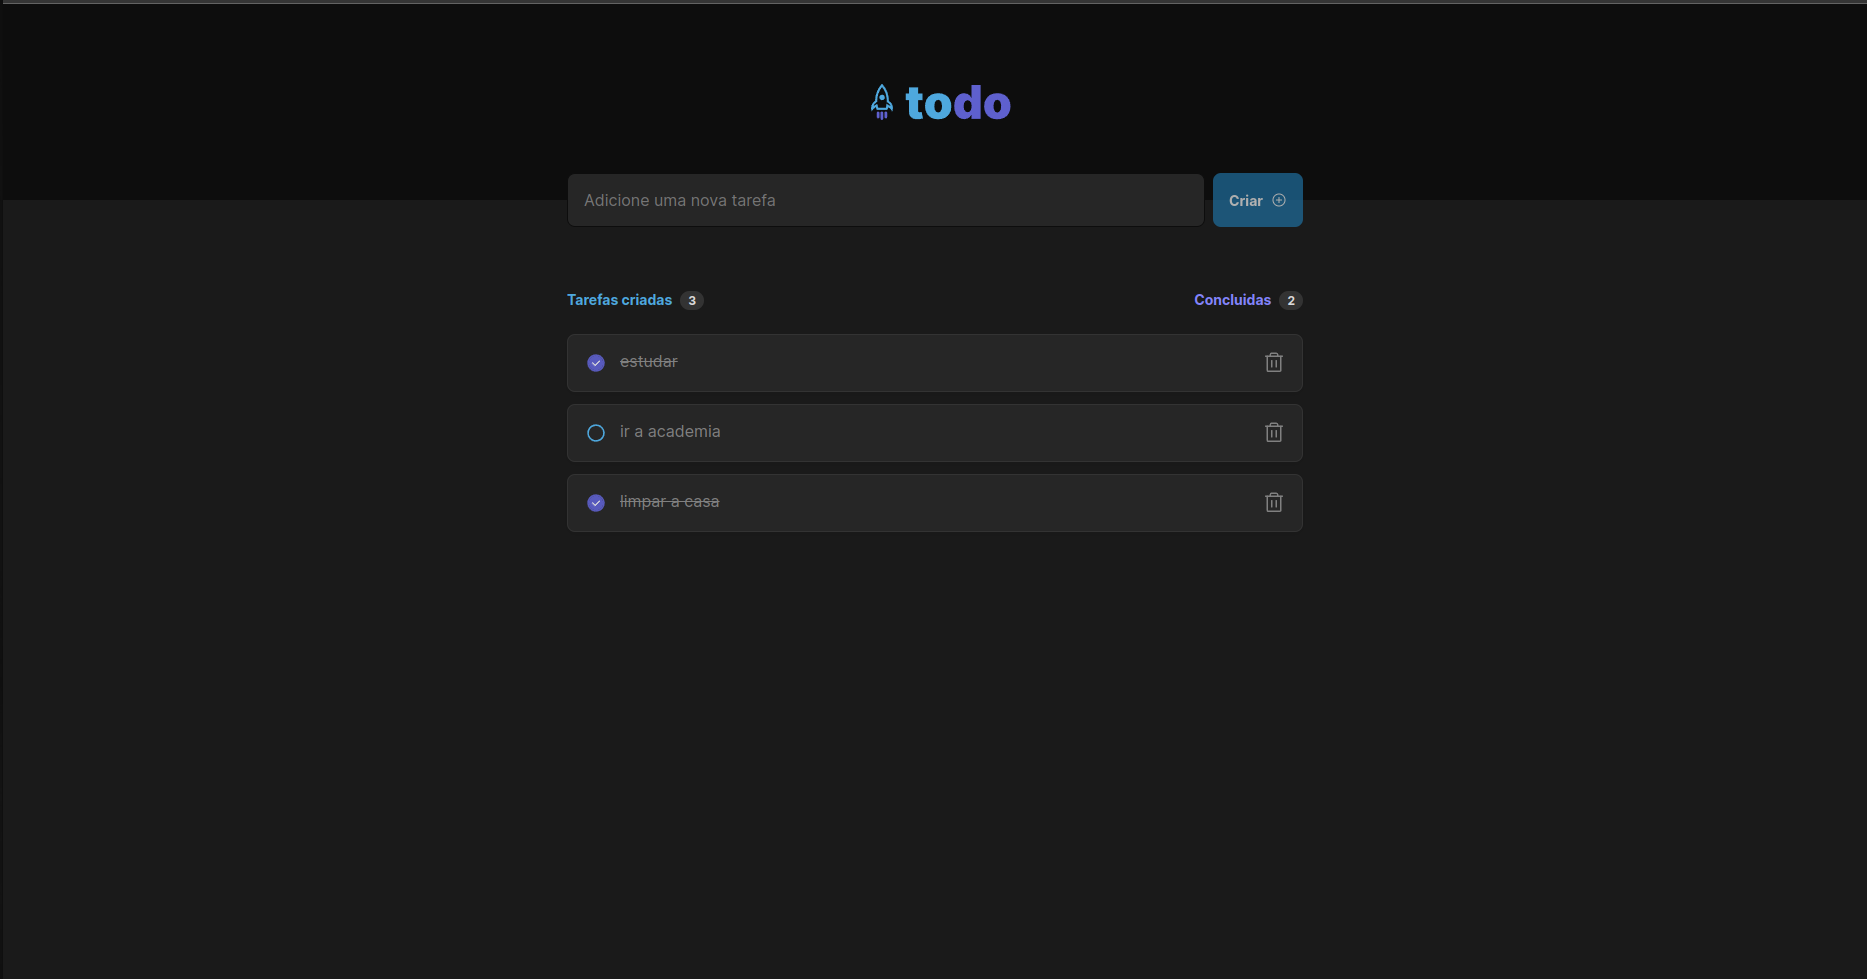 todo
Adicione uma nova tarefa
Criar
Tarefas criadas 3
Concluidas 2
estudar
ir a academia
limpar a casa